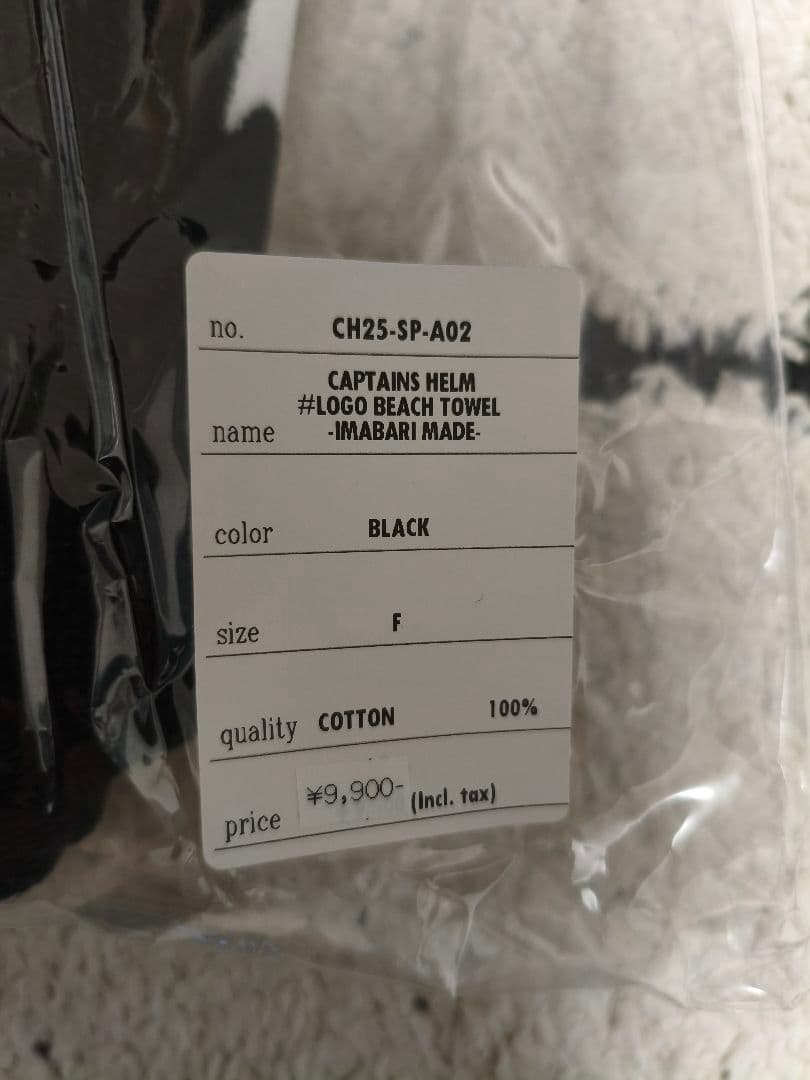 no. CH25-SP-A02
CAPTAINS HELM
#LOGO BEACH TOWEL
name -IMABARI MADE-
color BLACK
size F
quality COTTON 100%
price ¥9,900- (Incl. tax)